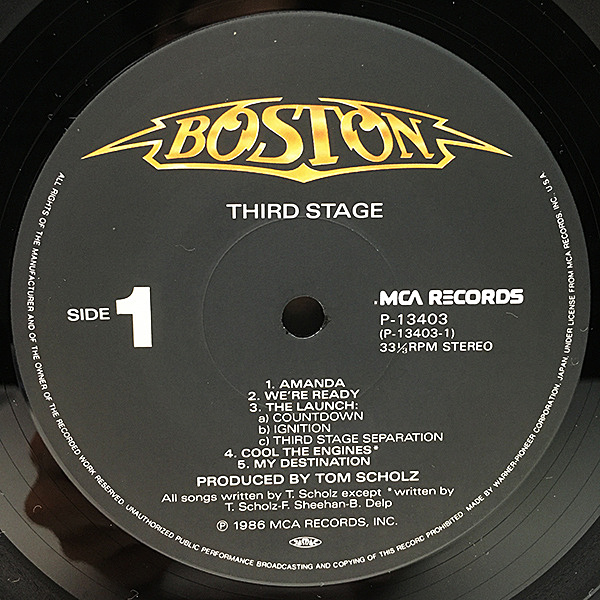 BOSTON
THIRD STAGE
SIDE 1
MCA RECORDS
P-13403
(P-13403-1)
33⅓RPM STEREO
1. AMANDA
2. WE'RE READY
3. THE LAUNCH:
a) COUNTDOWN
b) IGNITION
c) THIRD STAGE SEPARATION
4. COOL THE ENGINES*
5. MY DESTINATION
PRODUCED BY TOM SCHOLZ
All songs written by T. Scholz except *written by
T. Scholz-F. Sheehan-B. Delp
℗ 1986 MCA RECORDS, INC.
ALL RIGHTS OF THE MANUFACTURER AND OF THE OWNER OF THE RECORDED WORK RESERVED. UNAUTHORIZED PUBLIC PERFORMANCE BROADCASTING AND COPYING OF THIS RECORD PROHIBITED. MADE BY WARNER-PIONEER CORPORATION, JAPAN, UNDER LICENSE FROM MCA RECORDS, INC., U.S.A.